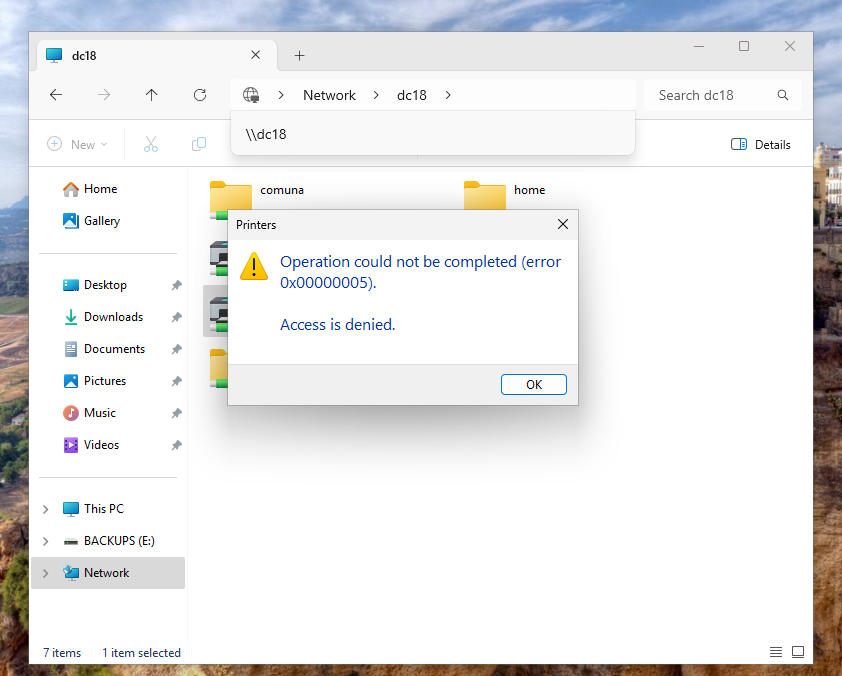 dc18
Network
dc18
Search dc18
\\dc18
New
Details
Home
Gallery
Desktop
Downloads
Documents
Pictures
Music
Videos
This PC
BACKUPS (E:)
Network
comuna
home
Printers
Operation could not be completed (error
0x00000005).
Access is denied.
OK
7 items
1 item selected